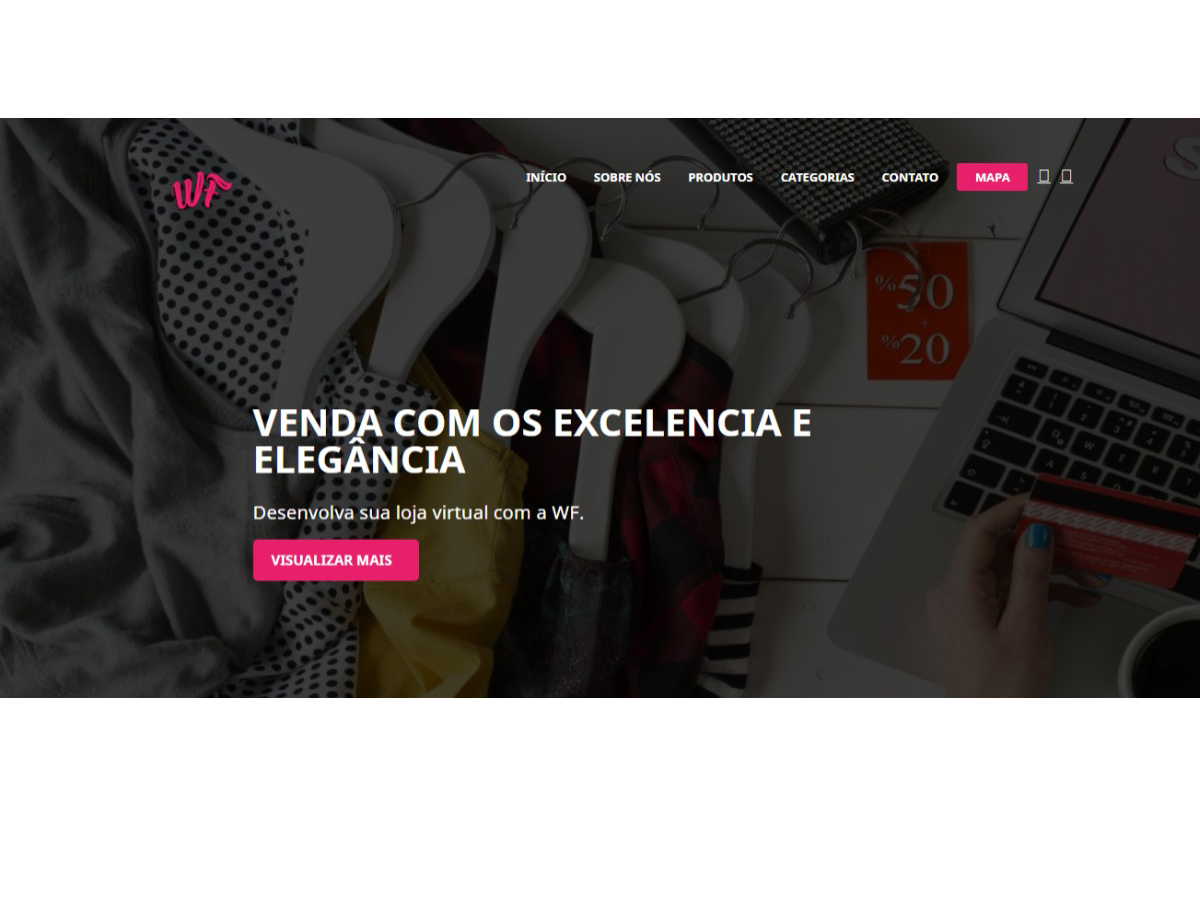 WF
INÍCIO SOBRE NÓS PRODUTOS CATEGORIAS CONTATO MAPA
%50
+
%20
VENDA COM OS EXCELENCIA E
ELEGÂNCIA
Desenvolva sua loja virtual com a WF.
VISUALIZAR MAIS